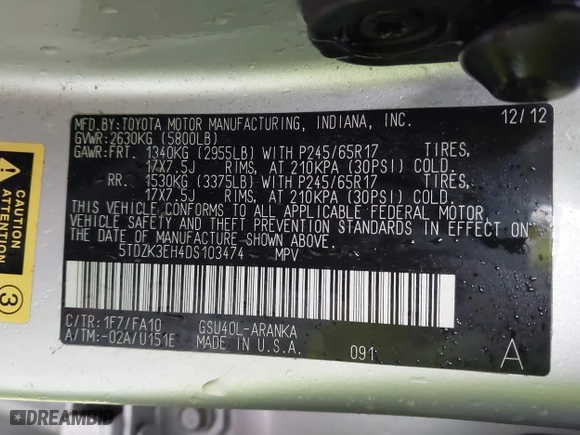 MFD.BY:TOYOTA MOTOR MANUFACTURING, INDIANA, INC. 12/12
GVWR:2630KG (5800LB)
GAWR:FRT. 1340KG (2955LB) WITH P245/65R17 TIRES,
17X7.5J RIMS, AT 210KPA (30PSI) COLD.
RR. 1530KG (3375LB) WITH P245/65R17 TIRES,
17X7.5J RIMS, AT 210KPA (30PSI) COLD.
THIS VEHICLE CONFORMS TO ALL APPLICABLE FEDERAL MOTOR
VEHICLE SAFETY AND THEFT PREVENTION STANDARDS IN EFFECT ON
THE DATE OF MANUFACTURE SHOWN ABOVE.
5TDZK3EH4DS103474 MPV
C/TR:1F7/FA10 GSU40L-ARANKA
A/TM:-02A/U151E MADE IN U.S.A. 091 A
3
DREAMBID